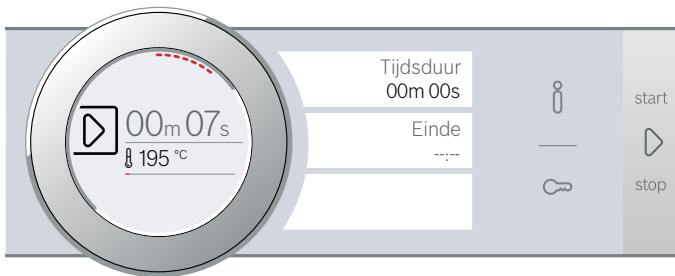 00m 07s
195 °C
Tijdsduur
00m 00s
Einde
--:--
start
stop